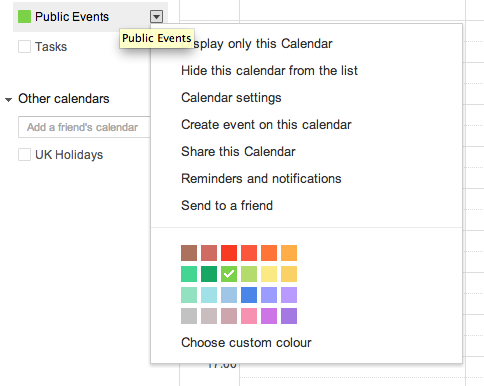 Public Events
Public Events
Tasks
Other calendars
Add a friend's calendar
UK Holidays
isplay only this Calendar
Hide this calendar from the list
Calendar settings
Create event on this calendar
Share this Calendar
Reminders and notifications
Send to a friend
Choose custom colour
17:00